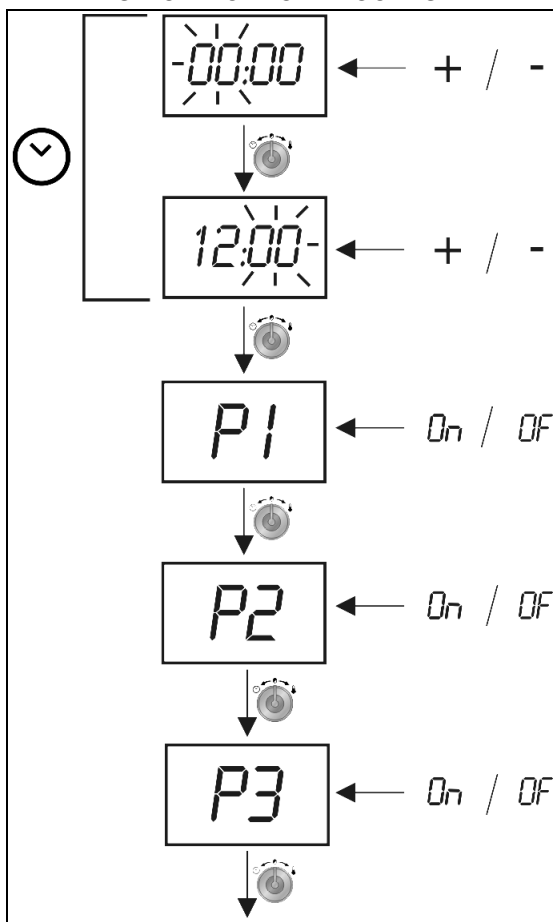 -00:00 + / -
12:00- + / -
P1 On / OF
P2 On / OF
P3 On / OF